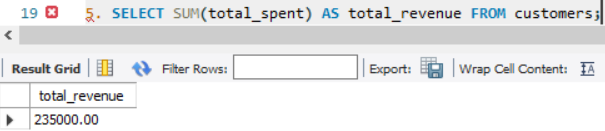 19 5. SELECT SUM(total_spent) AS total_revenue FROM customers;
Result Grid Filter Rows: Export: Wrap Cell Content:
total_revenue
235000.00